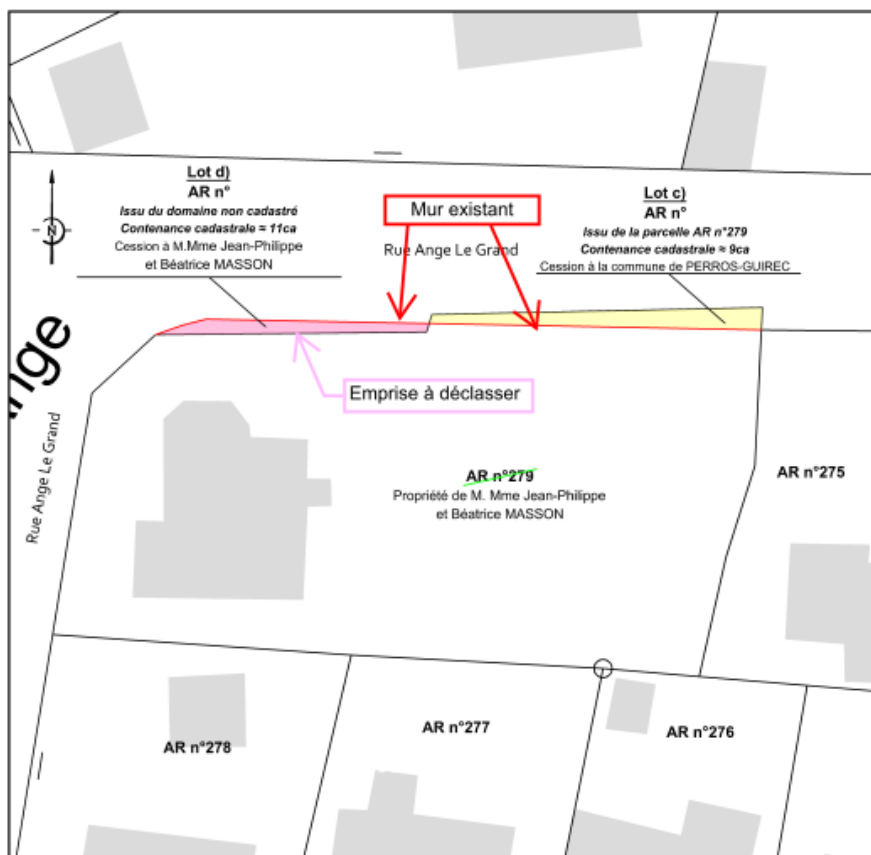 Lot d)
AR n°
Issu du domaine non cadastré
Contenance cadastrale ≈ 11ca
Cession à M.Mme Jean-Philippe
et Béatrice MASSON
Mur existant
Rue Ange Le Grand
Lot c)
AR n°
Issu de la parcelle AR n°279
Contenance cadastrale ≈ 9ca
Cession à la commune de PERROS-GUIREC
N
Ange
Rue Ange Le Grand
Emprise à déclasser
AR n°279
Propriété de M. Mme Jean-Philippe
et Béatrice MASSON
AR n°275
AR n°278
AR n°277
AR n°276